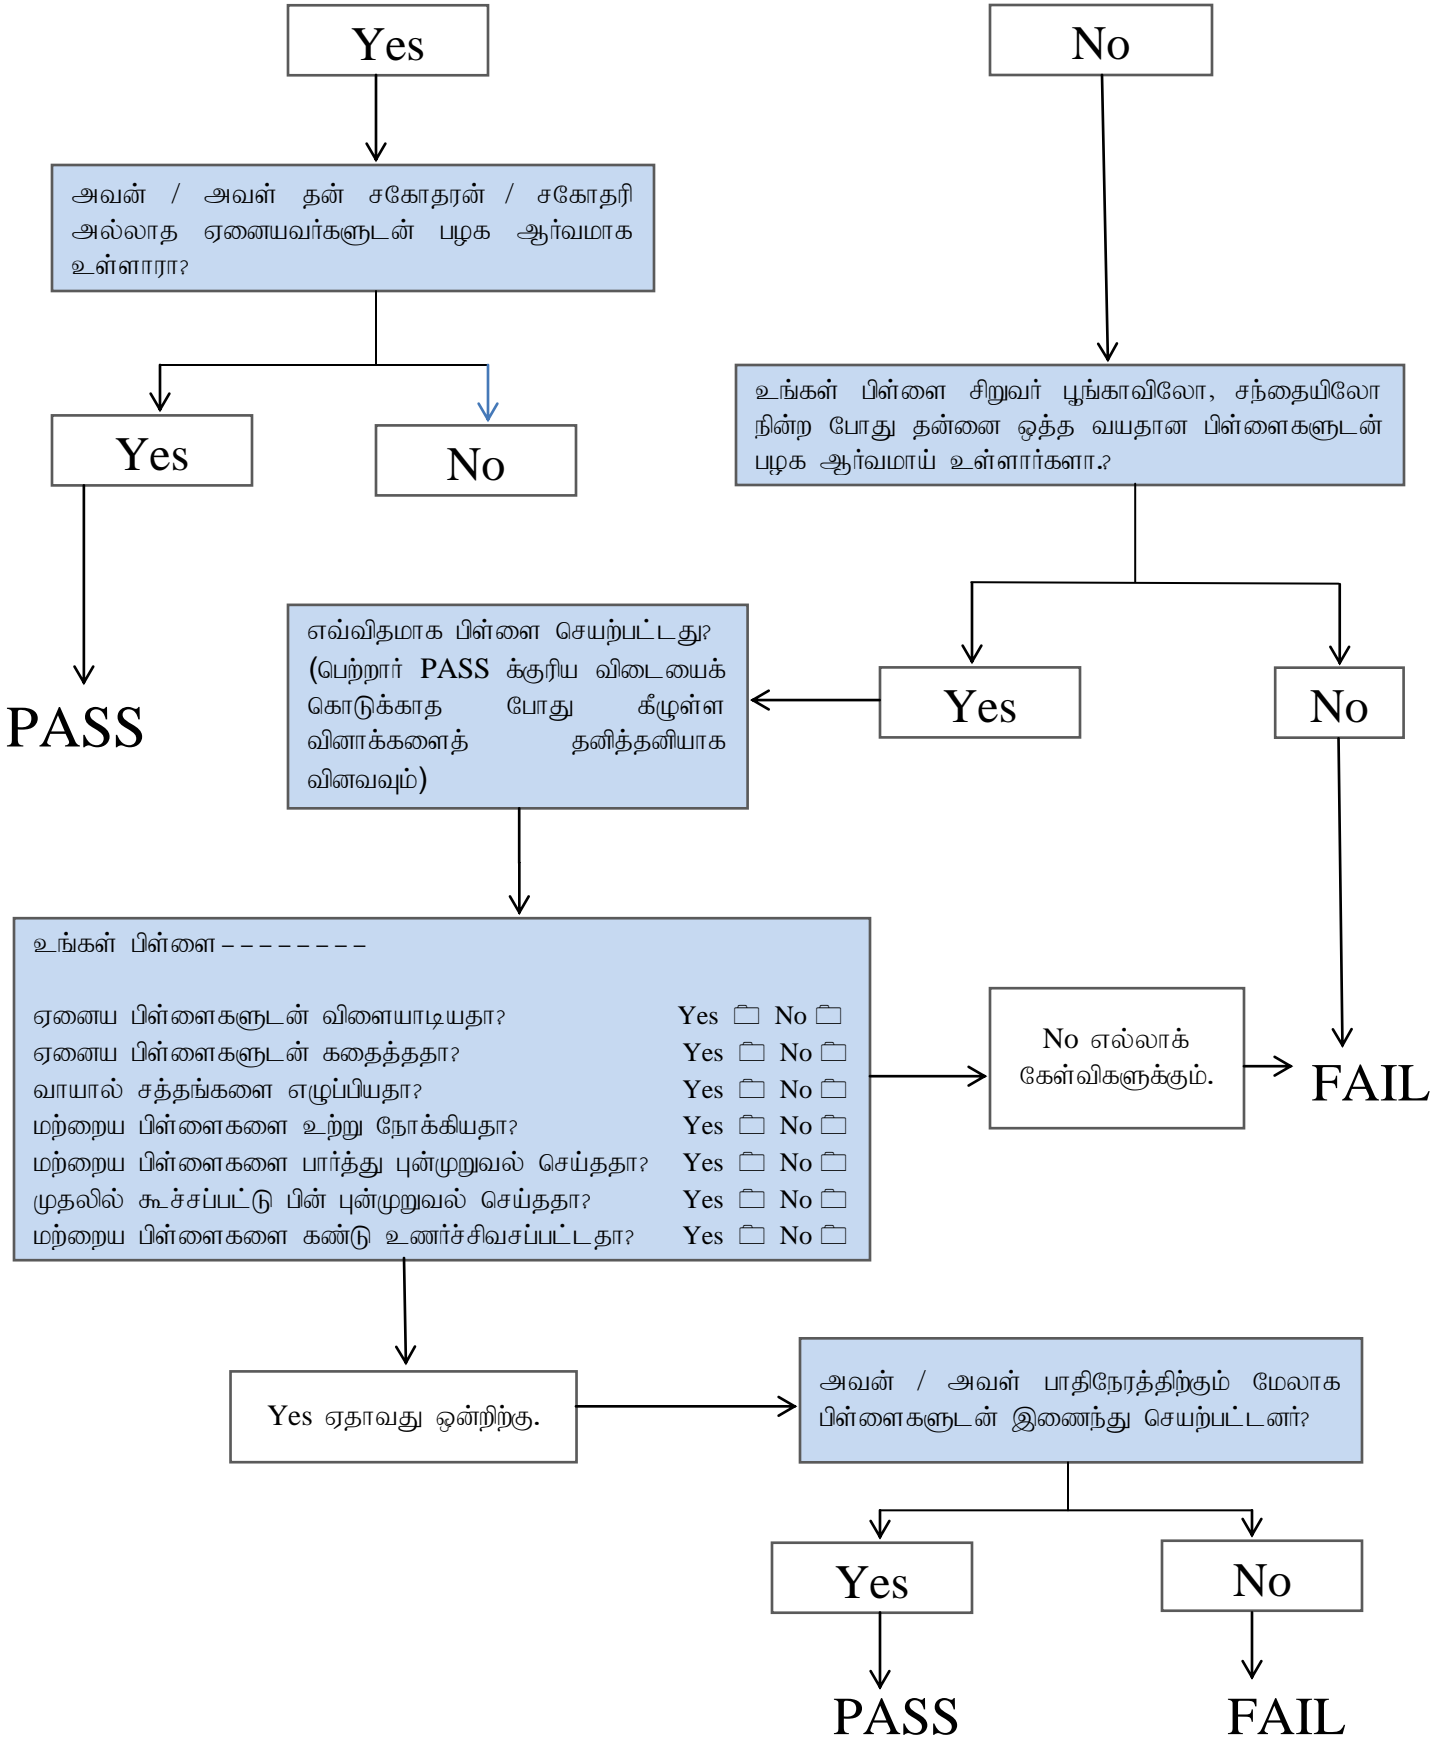 Yes
No
அவன் / அவள் தன் சகோதரன் / சகோதரி
அல்லாத ஏனையவர்களுடன் பழக ஆர்வமாக
உள்ளாரா?
Yes
No
உங்கள் பிள்ளை சிறுவர் பூங்காவிலோ, சந்தையிலோ
நின்ற போது தன்னை ஒத்த வயதான பிள்ளைகளுடன்
பழக ஆர்வமாய் உள்ளார்களா.?
PASS
எவ்விதமாக பிள்ளை செயற்பட்டது?
(பெற்றார் PASS க்குரிய விடையைக்
கொடுக்காத போது கீழுள்ள
வினாக்களைத் தனித்தனியாக
வினவவும்)
Yes
No
உங்கள் பிள்ளை – – – – – – – –
ஏனைய பிள்ளைகளுடன் விளையாடியதா? Yes No
ஏனைய பிள்ளைகளுடன் கதைத்ததா? Yes No
வாயால் சத்தங்களை எழுப்பியதா? Yes No
மற்றைய பிள்ளைகளை உற்று நோக்கியதா? Yes No
மற்றைய பிள்ளைகளை பார்த்து புன்முறுவல் செய்ததா? Yes No
முதலில் கூச்சப்பட்டு பின் புன்முறுவல் செய்ததா? Yes No
மற்றைய பிள்ளைகளை கண்டு உணர்ச்சிவசப்பட்டதா? Yes No
No எல்லாக்
கேள்விகளுக்கும்.
FAIL
Yes ஏதாவது ஒன்றிற்கு.
அவன் / அவள் பாதிநேரத்திற்கும் மேலாக
பிள்ளைகளுடன் இணைந்து செயற்பட்டனர்?
Yes
No
PASS
FAIL